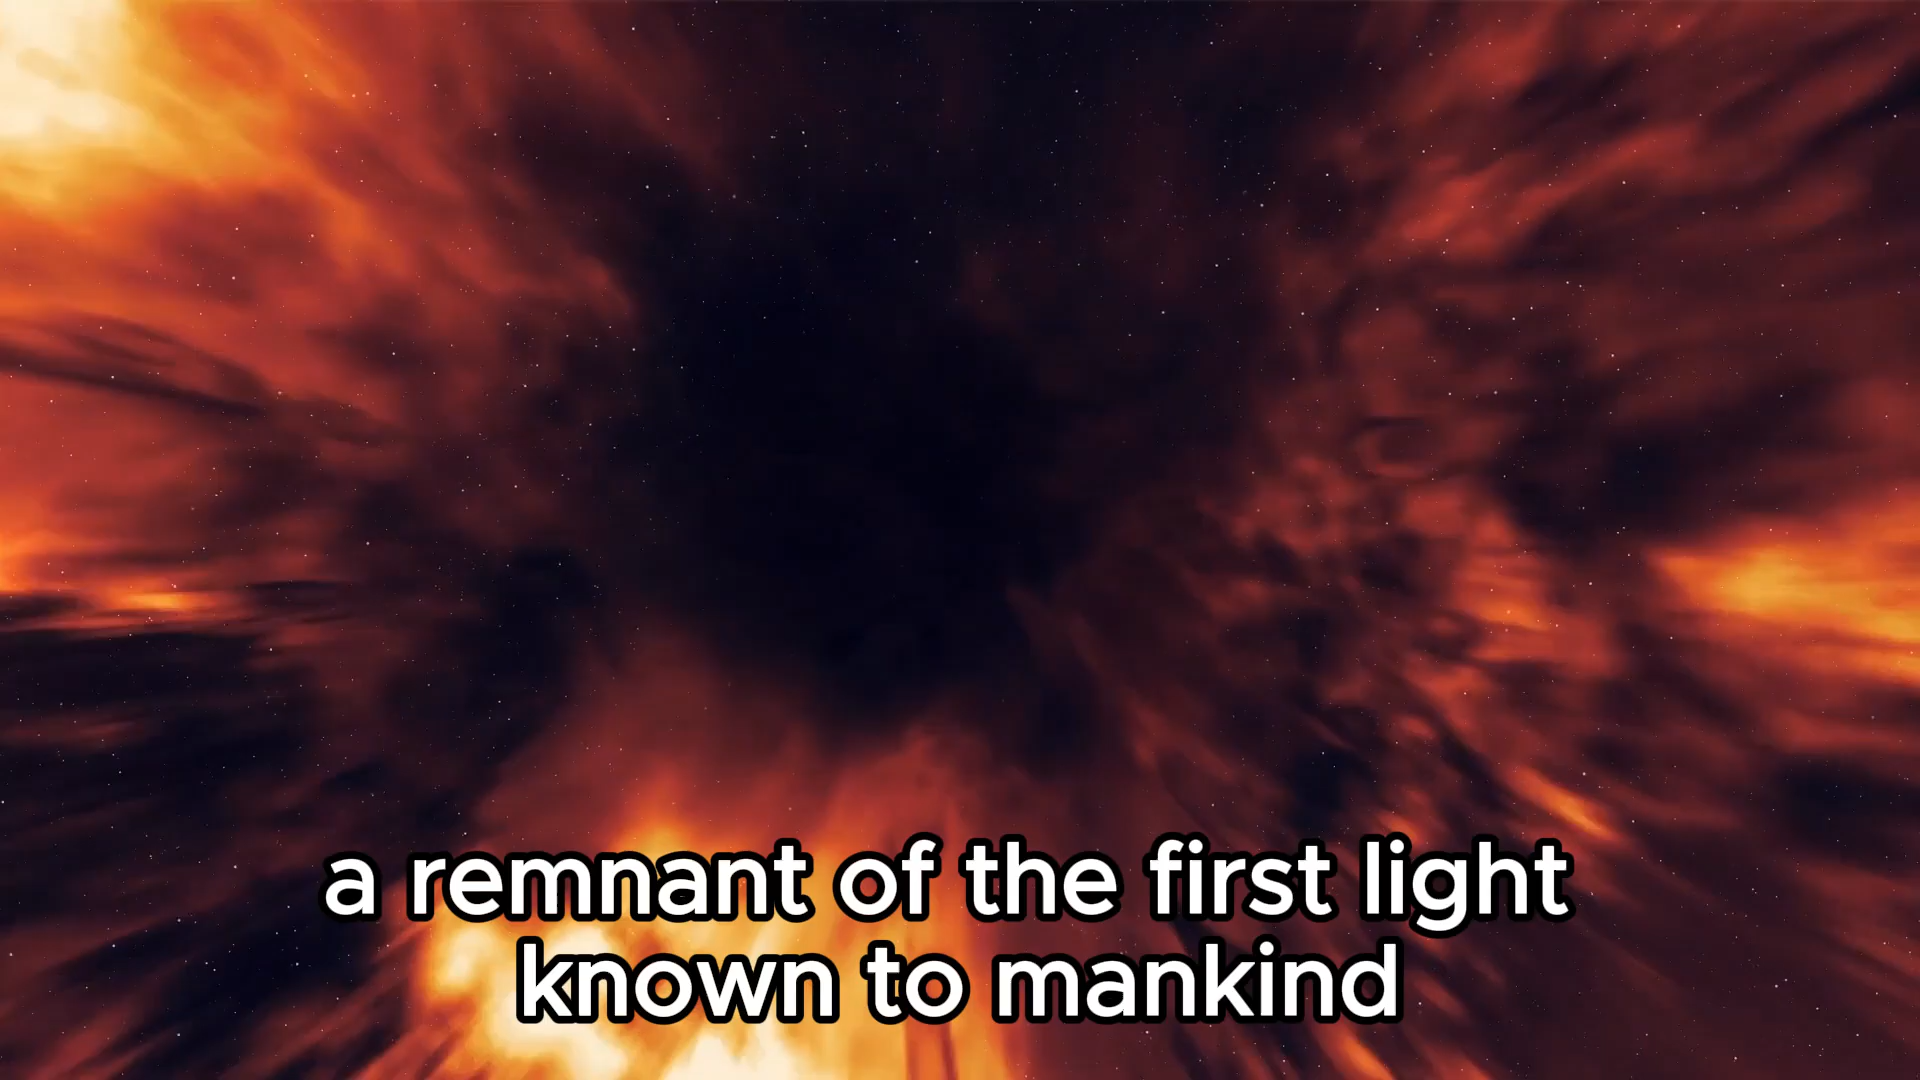 a remnant of the first light
known to mankind